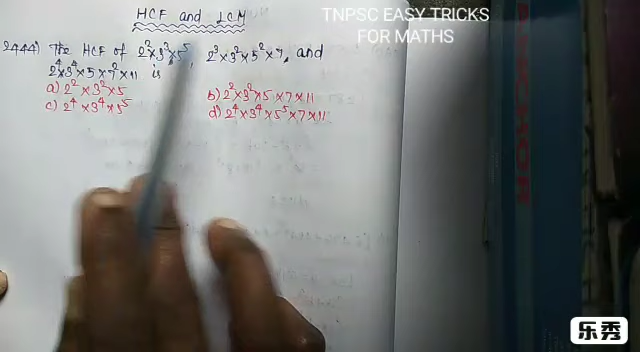 HCF and LCM
TNPSC EASY TRICKS
FOR MATHS
2444) The HCF of 2²×3³×5⁵, 2³×3²×5²×7, and
2⁴×3⁴×5×7²×11 is
a) 2²×3²×5
b) 2²×3²×5×7×11
c) 2⁴×3⁴×5⁵
d) 2⁴×3⁴×5⁵×7×11
ANCHOR
乐秀